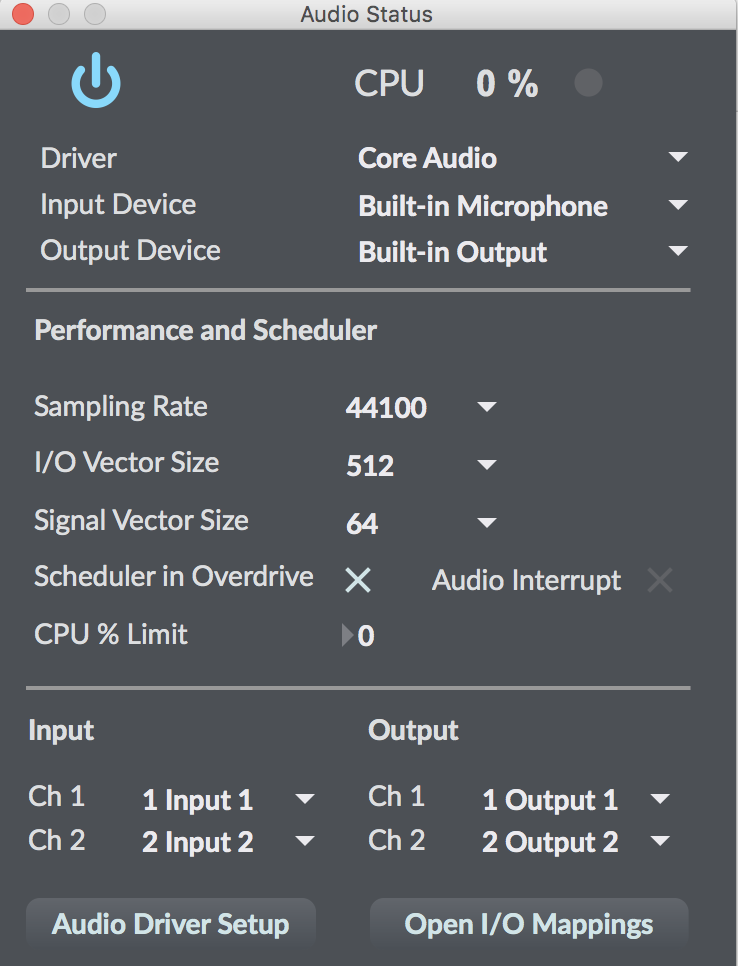 Audio Status
CPU 0 %
Driver Core Audio
Input Device Built-in Microphone
Output Device Built-in Output
Performance and Scheduler
Sampling Rate 44100
I/O Vector Size 512
Signal Vector Size 64
Scheduler in Overdrive Audio Interrupt
CPU % Limit 0
Input Output
Ch 1 1 Input 1 Ch 1 1 Output 1
Ch 2 2 Input 2 Ch 2 2 Output 2
Audio Driver Setup Open I/O Mappings